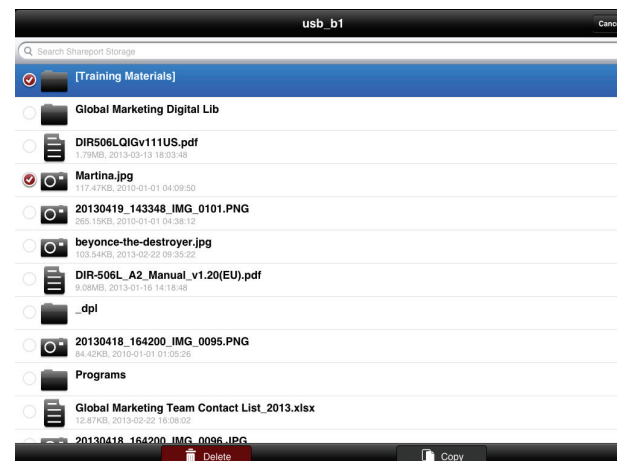 usb_b1
Search Shareport Storage
[Training Materials]
Global Marketing Digital Lib
DIR506LQIGv111US.pdf
1.79MB, 2013-03-13 18:03:48
Martina.jpg
117.47KB, 2010-01-01 04:09:50
20130419_143348_IMG_0101.PNG
265.15KB, 2010-01-01 04:38:12
beyonce-the-destroyer.jpg
103.54KB, 2013-02-22 09:35:22
DIR-506L_A2_Manual_v1.20(EU).pdf
9.08MB, 2013-01-16 14:18:48
_dpl
20130418_164200_IMG_0095.PNG
84.42KB, 2010-01-01 01:05:26
Programs
Global Marketing Team Contact List_2013.xlsx
12.87KB, 2013-02-22 16:08:02
20130418_164200_IMG_0096.JPG
Delete
Copy